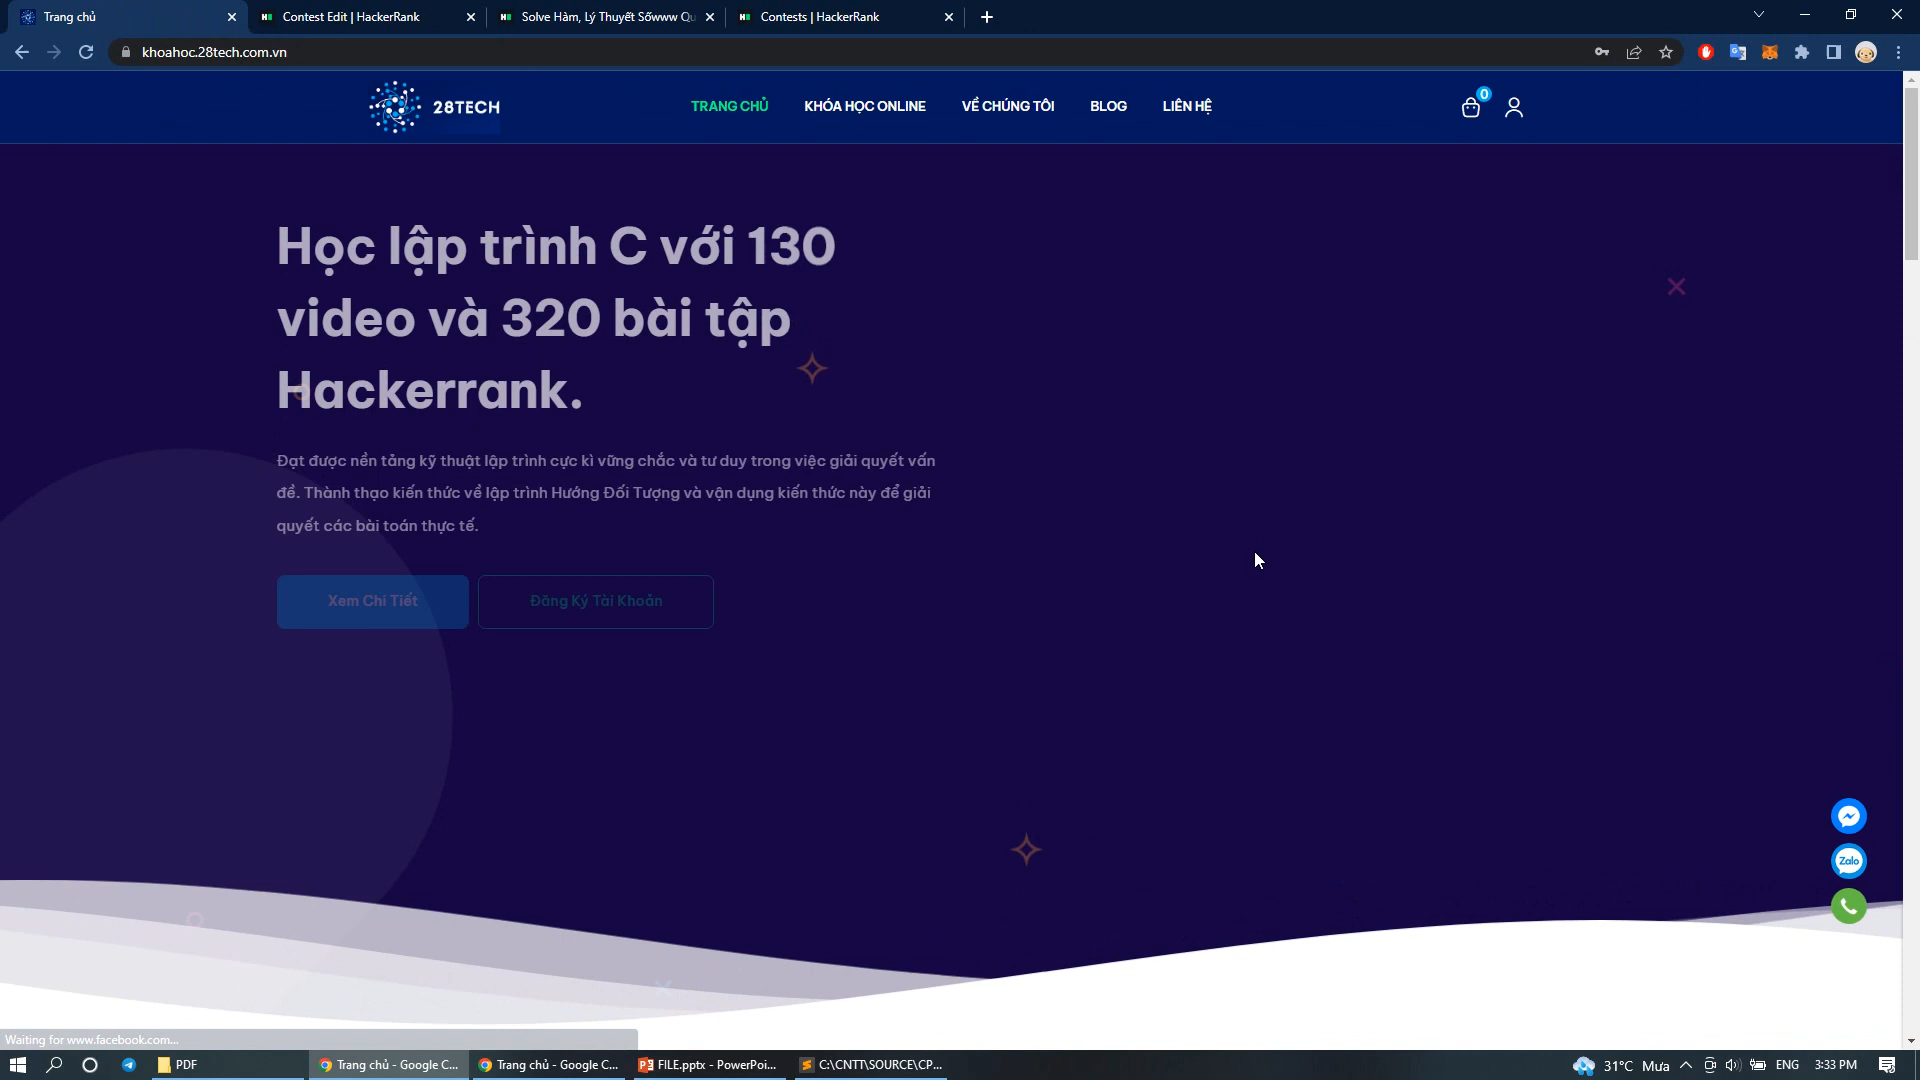 Trang chủ
Contest Edit | HackerRank
Solve Hàm, Lý Thuyết Sốwww Qu
Contests | HackerRank
khoahoc.28tech.com.vn
28TECH
TRANG CHỦ
KHÓA HỌC ONLINE
VỀ CHÚNG TÔI
BLOG
LIÊN HỆ
0
Học lập trình C với 130
video và 320 bài tập
Hackerrank.
Đạt được nền tảng kỹ thuật lập trình cực kì vững chắc và tư duy trong việc giải quyết vấn
đề. Thành thạo kiến thức về lập trình Hướng Đối Tượng và vận dụng kiến thức này để giải
quyết các bài toán thực tế.
Xem Chi Tiết
Đăng Ký Tài Khoản
Zalo
Waiting for www.facebook.com...
PDF
Trang chủ - Google C...
Trang chủ - Google C...
FILE.pptx - PowerPoi...
C:\CNTT\SOURCE\CP...
31°C Mưa
ENG
3:33 PM